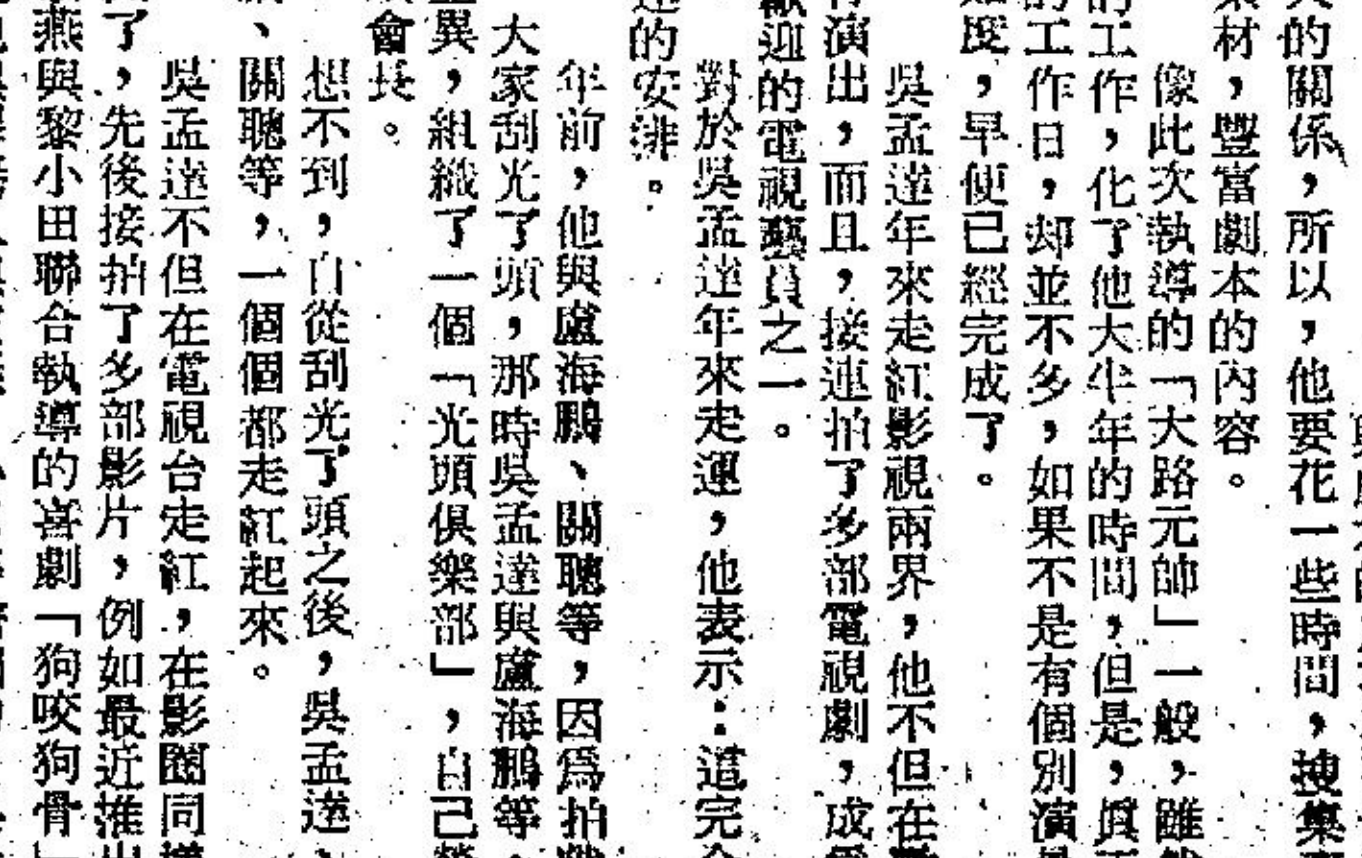 的關係，所以，他要花一些時間，搜集
材，豐富劇本的內容。
像此次執導的「大路元帥」一般，雖
的工作，化了他大半年的時間，但是，眞
的工作日，却並不多，如果不是有個別演
度，早便已經完成了。
吳孟達年來走紅影視兩界，他不但在
演出，而且，接連拍了多部電視劇，成
歡迎的電視藝員之一。
對於吳孟達年來走運，他表示：這完
的安排。
年前，他與盧海鵬、關聰等，因爲拍
大家刮光了頭，那時吳孟達與盧海鵬等，
異，組織了一個「光頭俱樂部」，自己
會長。
想不到，自從刮光了頭之後，吳孟達、
、關聰等，一個個都走紅起來。
吳孟達不但在電視台走紅，在影圈同
了，先後接拍了多部影片，例如最近推出
燕與黎小田聯合執導的喜劇「狗咬狗骨」